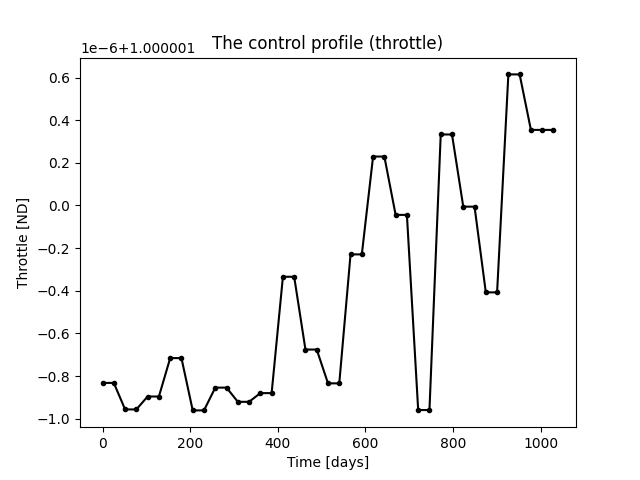 The control profile (throttle)
1e−6+1.000001
0.6
0.4
0.2
0.0
−0.2
−0.4
−0.6
−0.8
−1.0
Throttle [ND]
0 200 400 600 800 1000
Time [days]